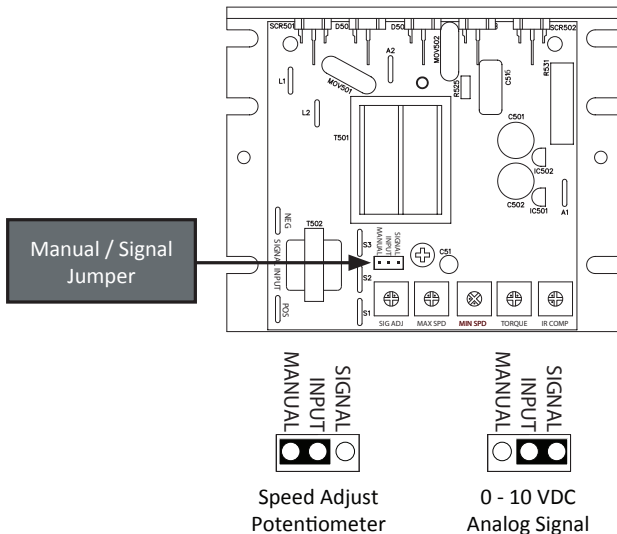 SCR501
D50
D50
SCR502
A2
MOV502
L1
MOV501
R525
C516
R531
L2
T501
C501
IC502
C502
IC501
A1
Manual / Signal
Jumper
NEG
SIGNAL INPUT
POS
T502
S3
S2
S1
MANUAL
INPUT
SIGNAL
C51
SIG ADJ
MAX SPD
MIN SPD
TORQUE
IR COMP
MANUAL
INPUT
SIGNAL
MANUAL
INPUT
SIGNAL
Speed Adjust
Potentiometer
0 - 10 VDC
Analog Signal